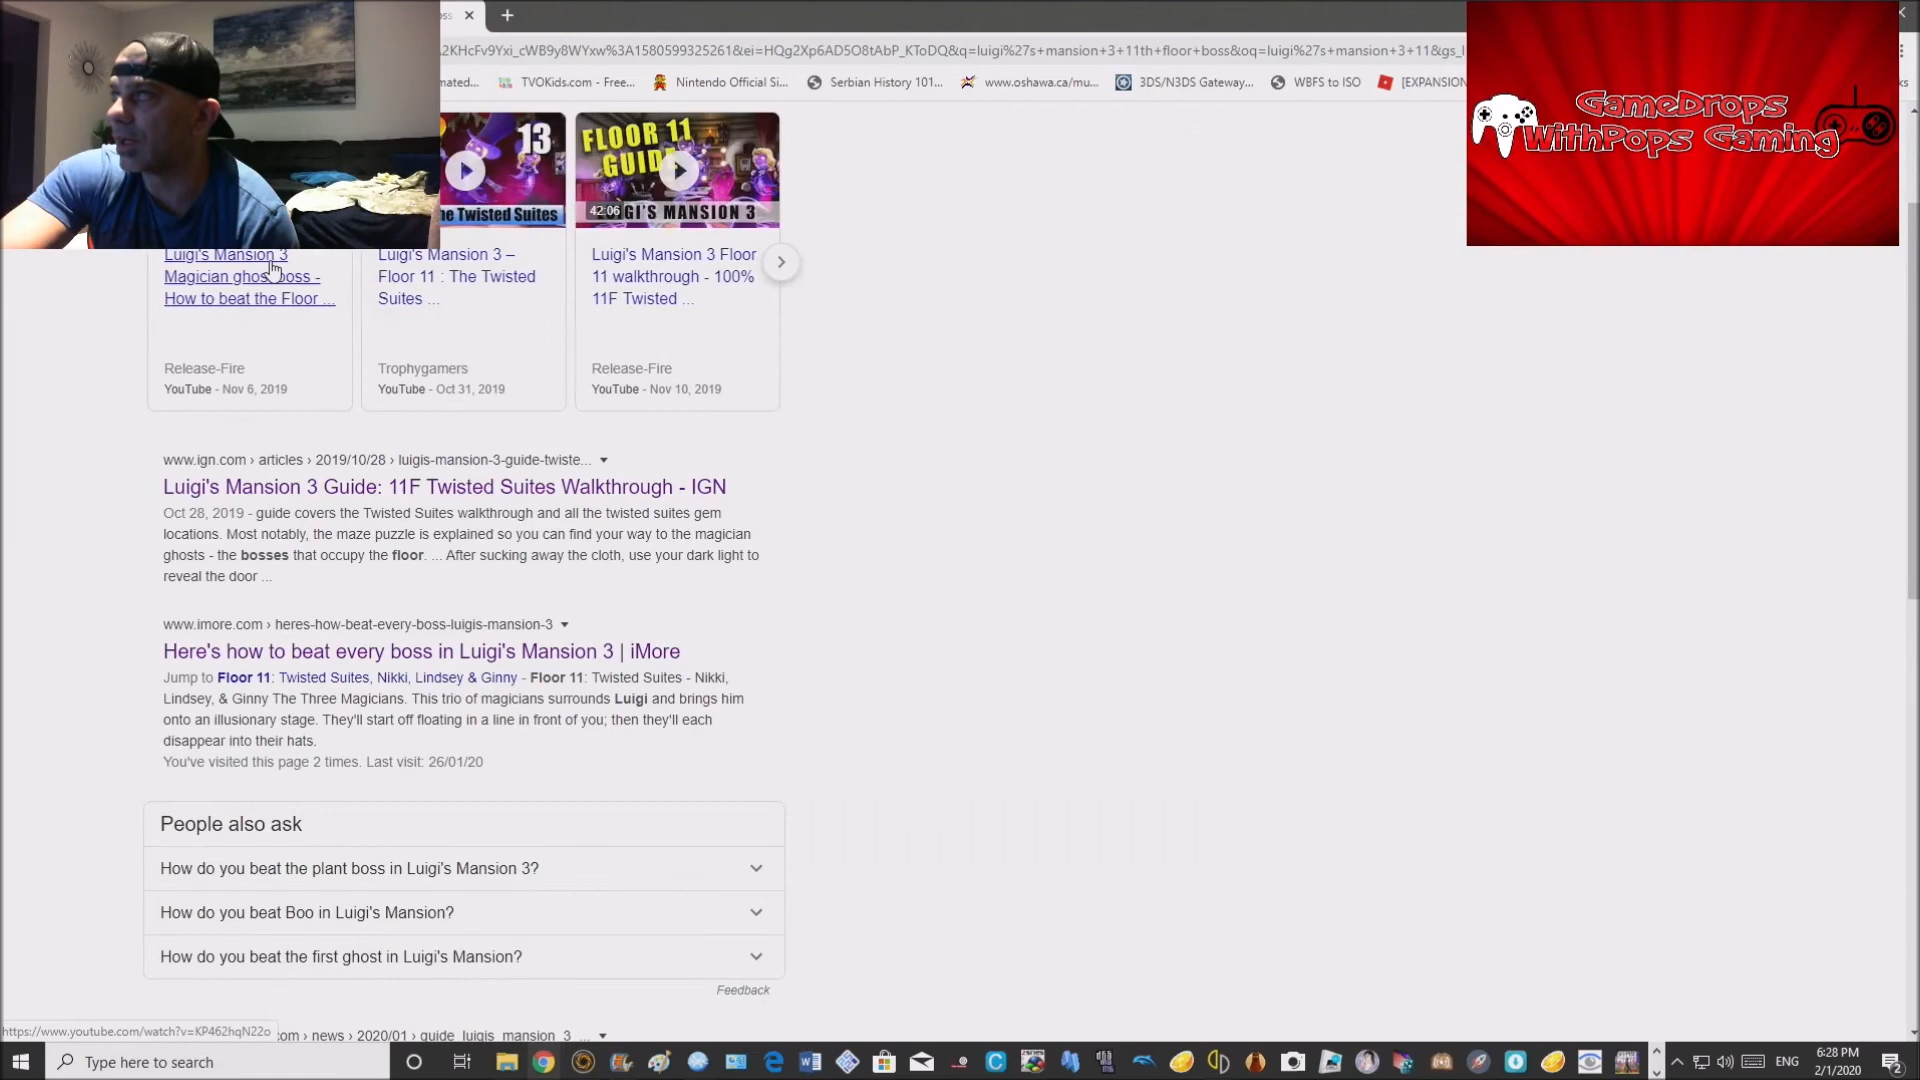 2KHcFv9Yxi_cWB9y8WYxw%3A1580599325261&ei=HQg2Xp6AD5O8tAbP_KToDQ&q=luigi%27s+mansion+3+11th+floor+boss&oq=luigi%27s+mansion+3+11&gs_l
mated... TVOKids.com - Free... Nintendo Official Si... Serbian History 101... www.oshawa.ca/mu... 3DS/N3DS Gateway... WBFS to ISO [EXPANSION
GameDrops
WithPops Gaming
13
he Twisted Suites
FLOOR 11
GUIDE
42:06
IGI'S MANSION 3
Luigi's Mansion 3
Magician ghost boss -
How to beat the Floor ...
Release-Fire
YouTube - Nov 6, 2019
Luigi's Mansion 3 –
Floor 11 : The Twisted
Suites ...
Trophygamers
YouTube - Oct 31, 2019
Luigi's Mansion 3 Floor
11 walkthrough - 100%
11F Twisted ...
Release-Fire
YouTube - Nov 10, 2019
www.ign.com › articles › 2019/10/28 › luigis-mansion-3-guide-twiste...
Luigi's Mansion 3 Guide: 11F Twisted Suites Walkthrough - IGN
Oct 28, 2019 - guide covers the Twisted Suites walkthrough and all the twisted suites gem
locations. Most notably, the maze puzzle is explained so you can find your way to the magician
ghosts - the bosses that occupy the floor. ... After sucking away the cloth, use your dark light to
reveal the door ...
www.imore.com › heres-how-beat-every-boss-luigis-mansion-3
Here's how to beat every boss in Luigi's Mansion 3 | iMore
Jump to Floor 11: Twisted Suites, Nikki, Lindsey & Ginny - Floor 11: Twisted Suites - Nikki,
Lindsey, & Ginny The Three Magicians. This trio of magicians surrounds Luigi and brings him
onto an illusionary stage. They'll start off floating in a line in front of you; then they'll each
disappear into their hats.
You've visited this page 2 times. Last visit: 26/01/20
People also ask
How do you beat the plant boss in Luigi's Mansion 3?
How do you beat Boo in Luigi's Mansion?
How do you beat the first ghost in Luigi's Mansion?
Feedback
https://www.youtube.com/watch?v=KP462hqN22o
om › news › 2020/01 › guide_luigis_mansion_3 ...
Type here to search
ENG
6:28 PM
2/1/2020
2